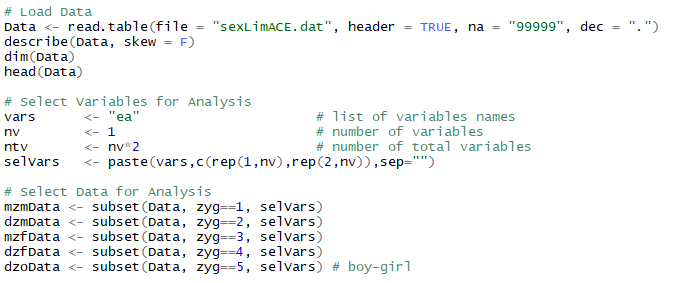 # Load Data
Data <- read.table(file = "sexLimACE.dat", header = TRUE, na = "99999", dec = ".")
describe(Data, skew = F)
dim(Data)
head(Data)
# Select Variables for Analysis
vars <- "ea" # list of variables names
nv <- 1 # number of variables
ntv <- nv*2 # number of total variables
selVars <- paste(vars,c(rep(1,nv),rep(2,nv)),sep="")
# Select Data for Analysis
mzmData <- subset(Data, zyg==1, selVars)
dzmData <- subset(Data, zyg==2, selVars)
mzfData <- subset(Data, zyg==3, selVars)
dzfData <- subset(Data, zyg==4, selVars)
dzoData <- subset(Data, zyg==5, selVars) # boy-girl